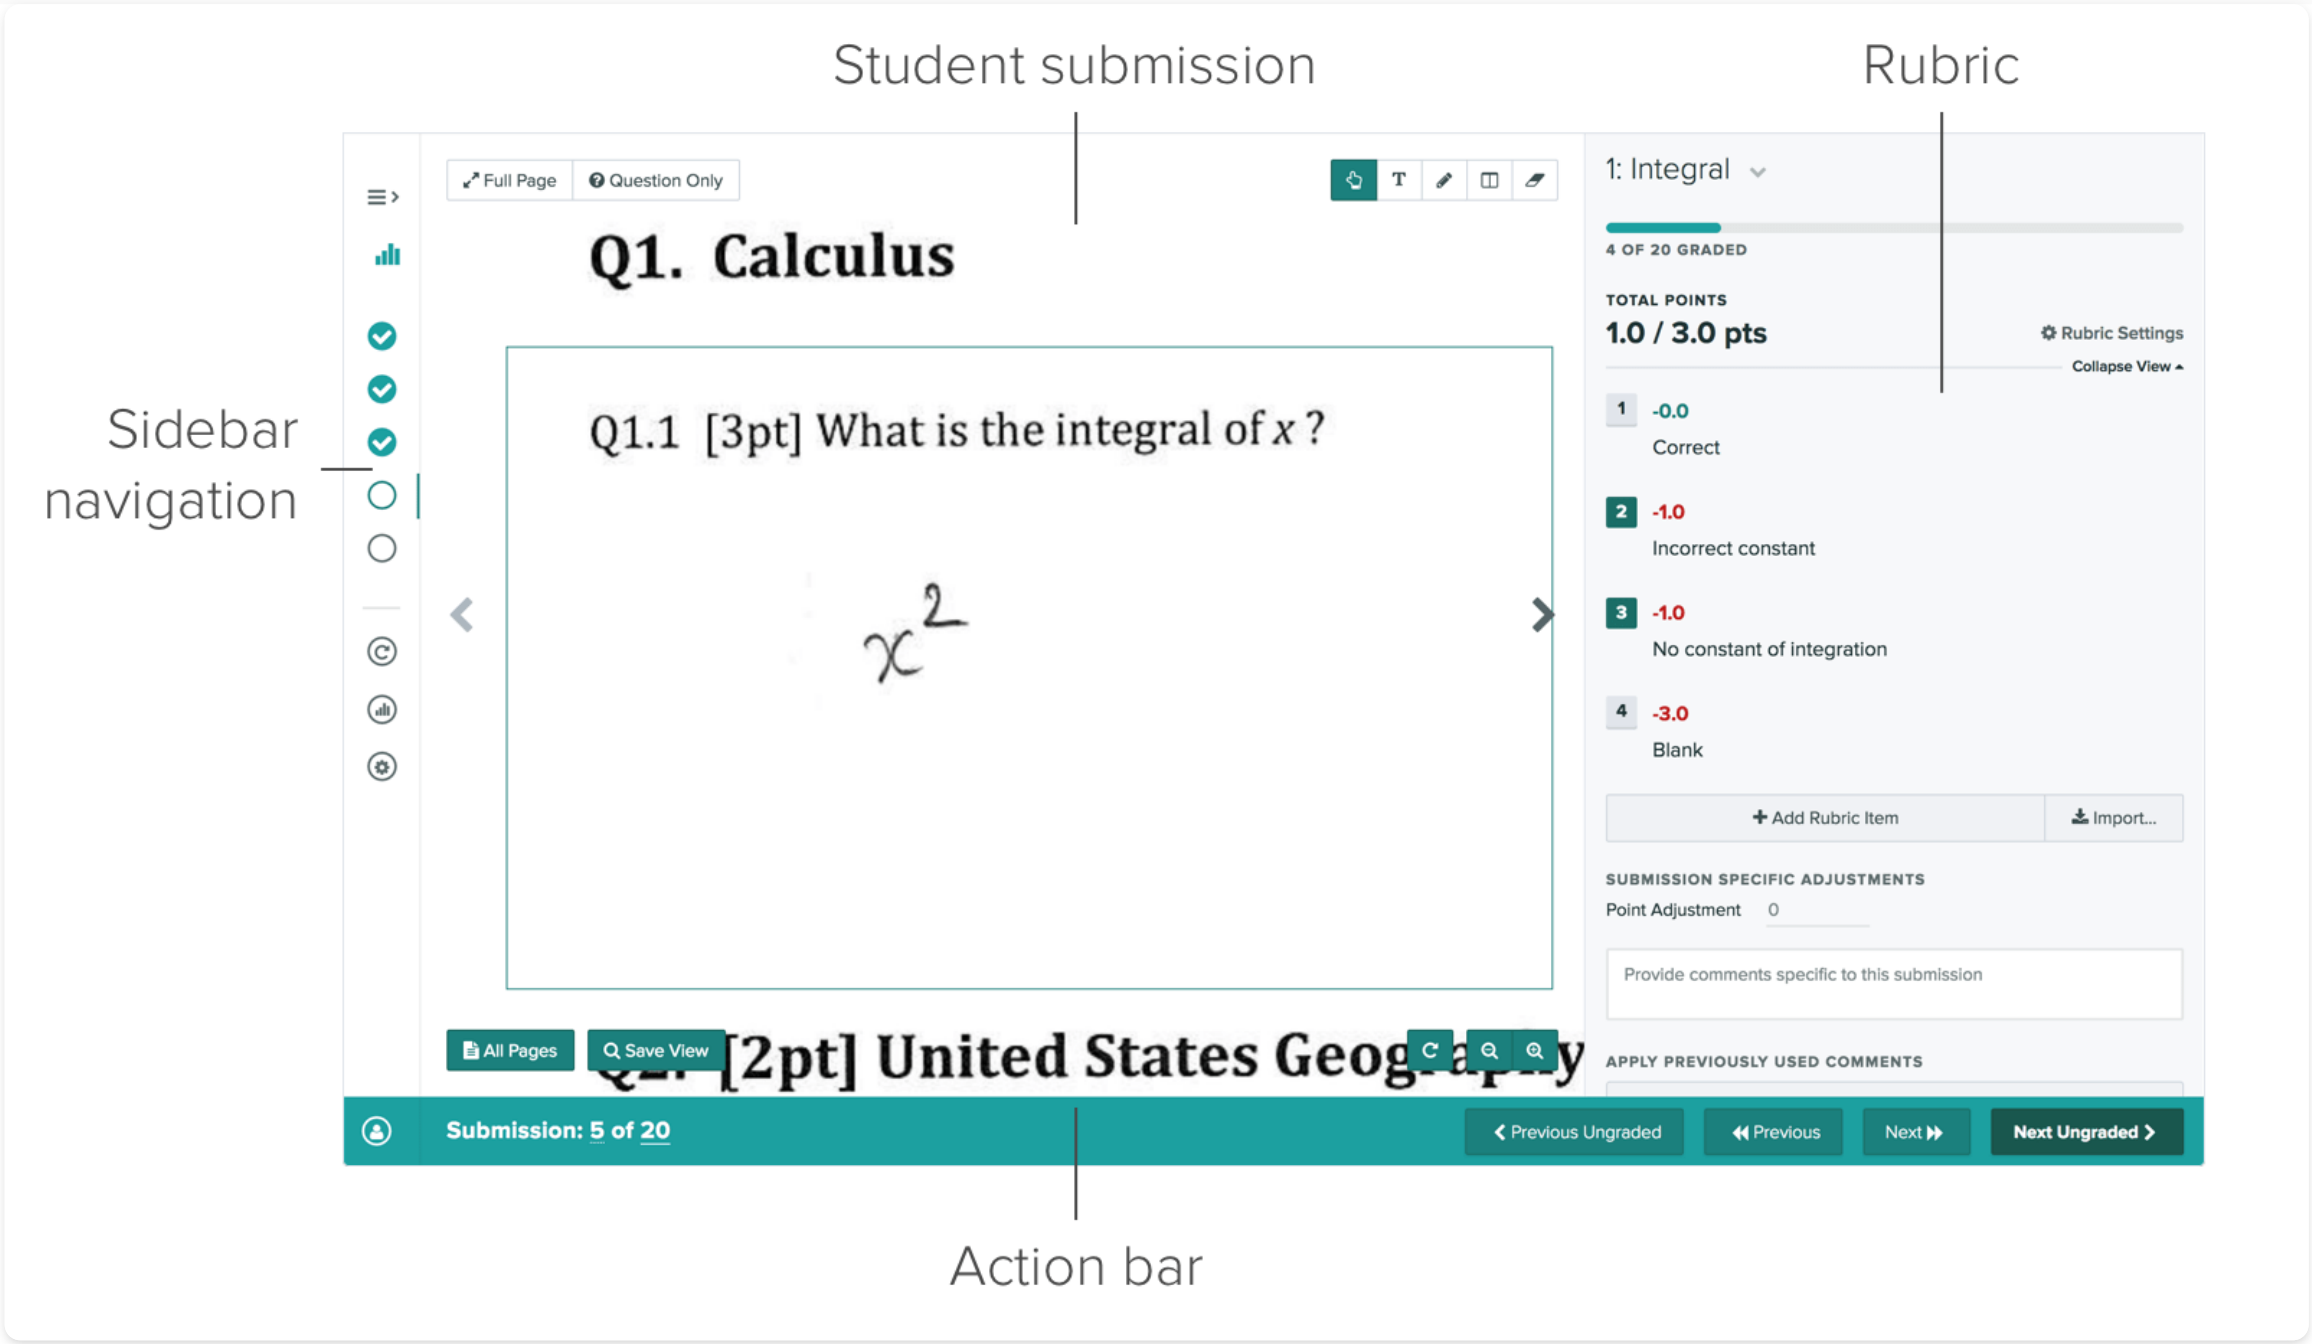 Student submission
Rubric
Sidebar
navigation
Full Page
Question Only
T
Q1. Calculus
Q1.1 [3pt] What is the integral of x ?
x²
All Pages
Save View
Q2. [2pt] United States Geography
1: Integral
4 OF 20 GRADED
TOTAL POINTS
1.0 / 3.0 pts
Rubric Settings
Collapse View
1 -0.0
Correct
2 -1.0
Incorrect constant
3 -1.0
No constant of integration
4 -3.0
Blank
+ Add Rubric Item
Import...
SUBMISSION SPECIFIC ADJUSTMENTS
Point Adjustment 0
Provide comments specific to this submission
APPLY PREVIOUSLY USED COMMENTS
Submission: 5 of 20
Previous Ungraded
Previous
Next
Next Ungraded
Action bar